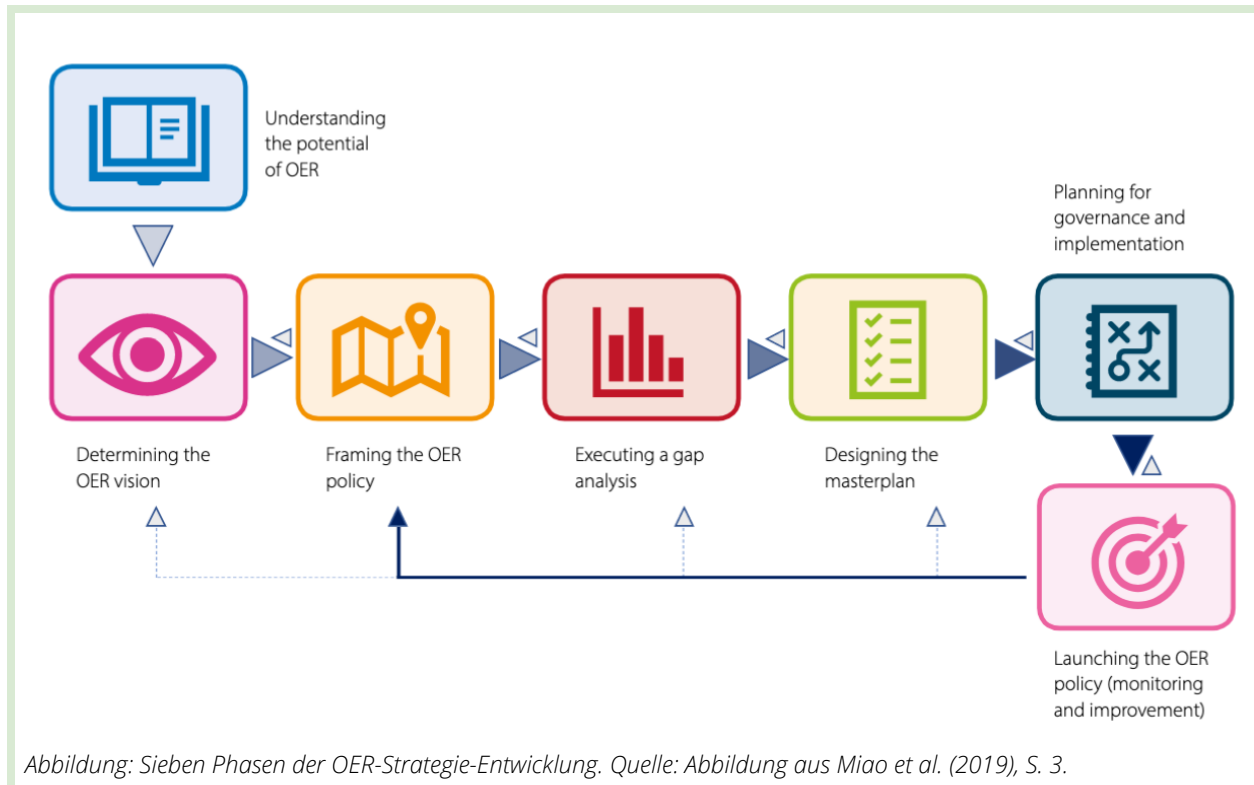 Understanding
the potential
of OER
Planning for
governance and
implementation
Determining the
OER vision
Framing the OER
policy
Executing a gap
analysis
Designing the
masterplan
Launching the OER
policy (monitoring
and improvement)
Abbildung: Sieben Phasen der OER-Strategie-Entwicklung. Quelle: Abbildung aus Miao et al. (2019), S. 3.